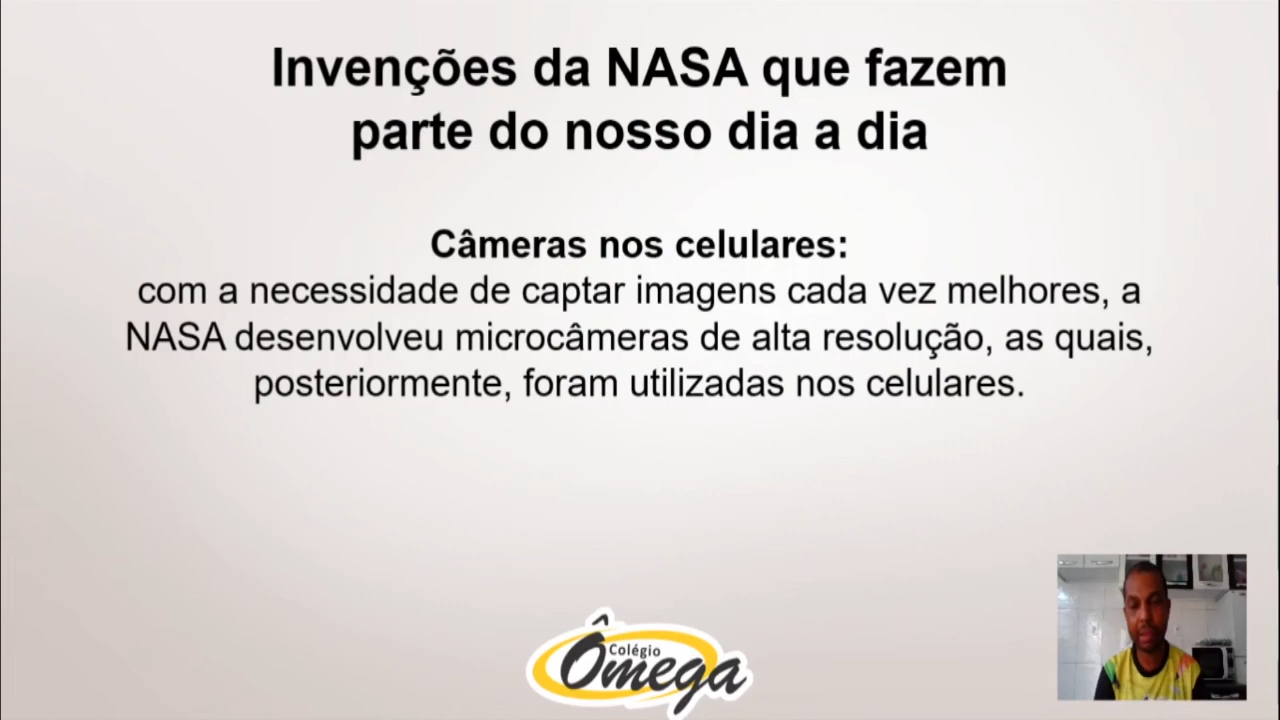 Invenções da NASA que fazem
parte do nosso dia a dia
Câmeras nos celulares:
com a necessidade de captar imagens cada vez melhores, a
NASA desenvolveu microcâmeras de alta resolução, as quais,
posteriormente, foram utilizadas nos celulares.
Colégio
Ômega